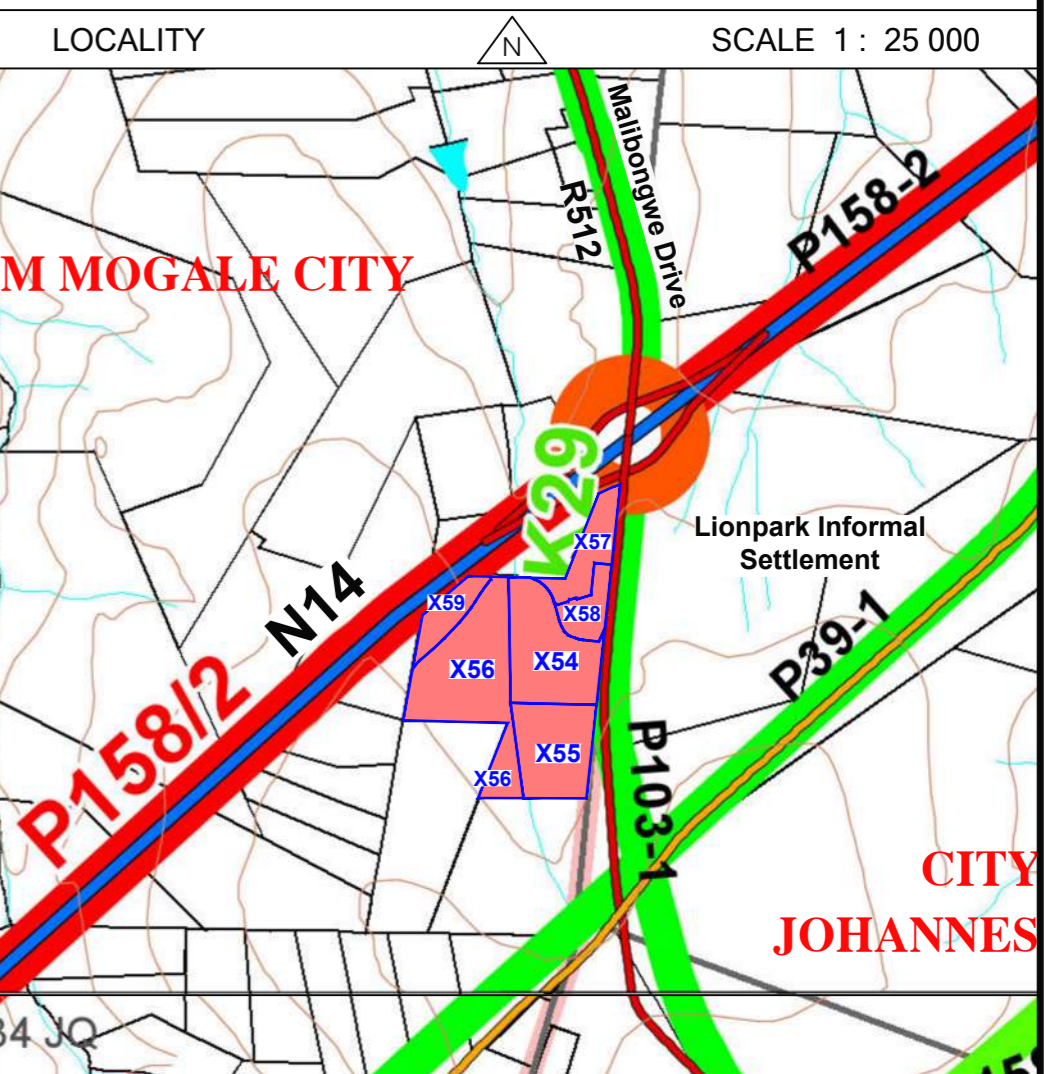 LOCALITY
N
SCALE 1 : 25 000
Malibongwe Drive
R512
P158-2
M MOGALE CITY
K29
X57
Lionpark Informal
Settlement
N14
X59
X58
X56
X54
P39-1
P158/2
X55
X56
P103-1
CITY
JOHANNES
34 JQ